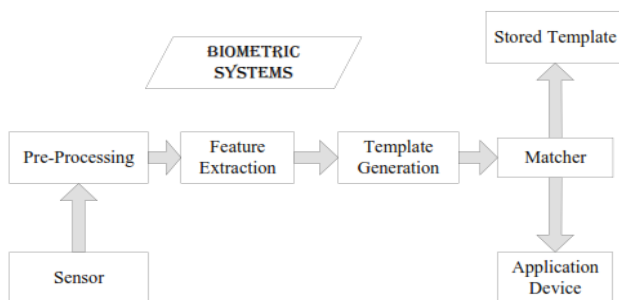 BIOMETRIC
SYSTEMS
Stored Template
Pre-Processing
Feature
Extraction
Template
Generation
Matcher
Sensor
Application
Device